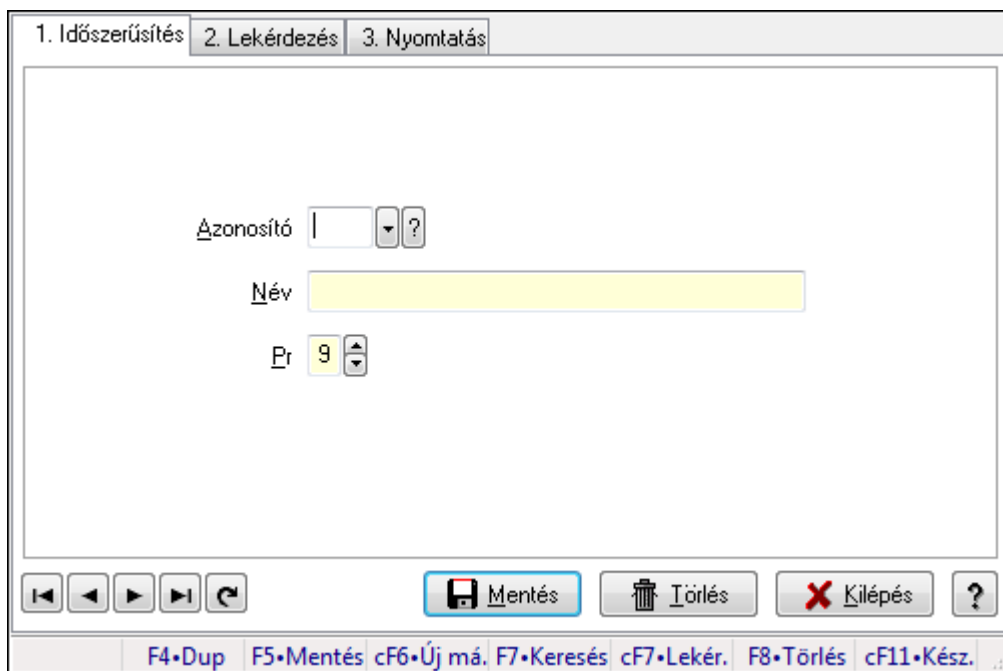 1. Időszerűsítés 2. Lekérdezés 3. Nyomtatás
Azonosító ?
Név
Pr 9
Mentés Törlés Kilépés ?
F4•Dup F5•Mentés cF6•Új má. F7•Keresés cF7•Lekér. F8•Törlés cF11•Kész.